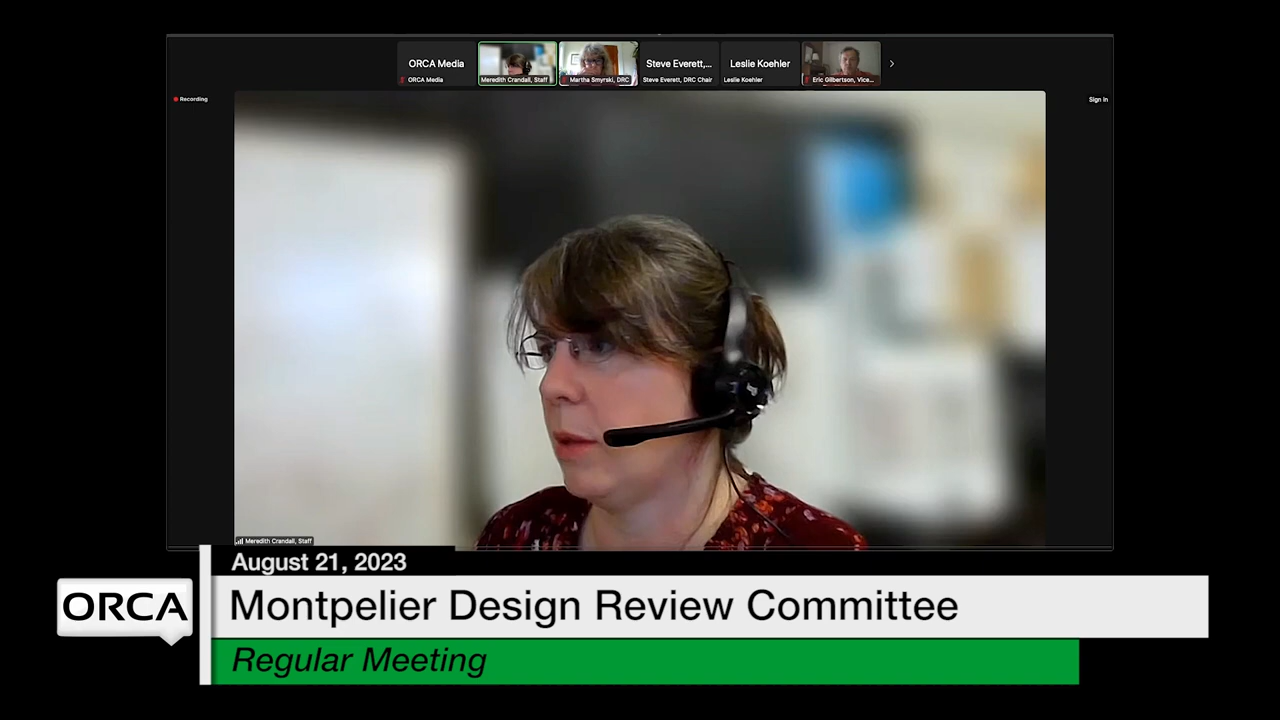 ORCA Media
Steve Everett,...
Leslie Koehler
ORCA Media
Meredith Crandall, Staff
Martha Smyrski, DRC
Steve Everett, DRC Chair
Leslie Koehler
Eric Gilbertson, Vice...
Recording
Sign in
Meredith Crandall, Staff
August 21, 2023
ORCA
Montpelier Design Review Committee
Regular Meeting